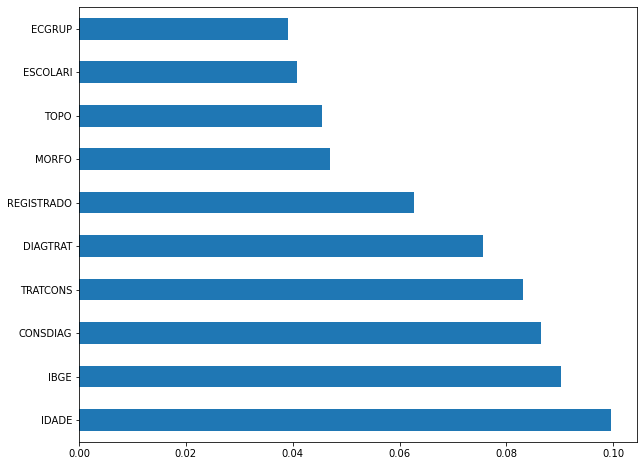 ECGRUP
ESCOLARI
TOPO
MORFO
REGISTRADO
DIAGTRAT
TRATCONS
CONSDIAG
IBGE
IDADE
0.00 0.02 0.04 0.06 0.08 0.10